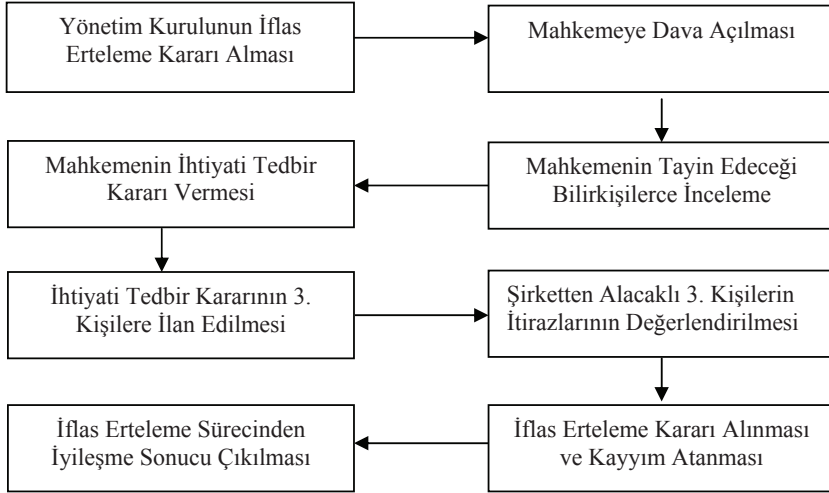 Yönetim Kurulunun İflas
Erteleme Kararı Alması
Mahkemeye Dava Açılması
Mahkemenin Tayin Edeceği
Bilirkişilerce İnceleme
Mahkemenin İhtiyati Tedbir
Kararı Vermesi
İhtiyati Tedbir Kararının 3.
Kişilere İlan Edilmesi
Şirketten Alacaklı 3. Kişilerin
İtirazlarının Değerlendirilmesi
İflas Erteleme Kararı Alınması
ve Kayyım Atanması
İflas Erteleme Sürecinden
İyileşme Sonucu Çıkılması